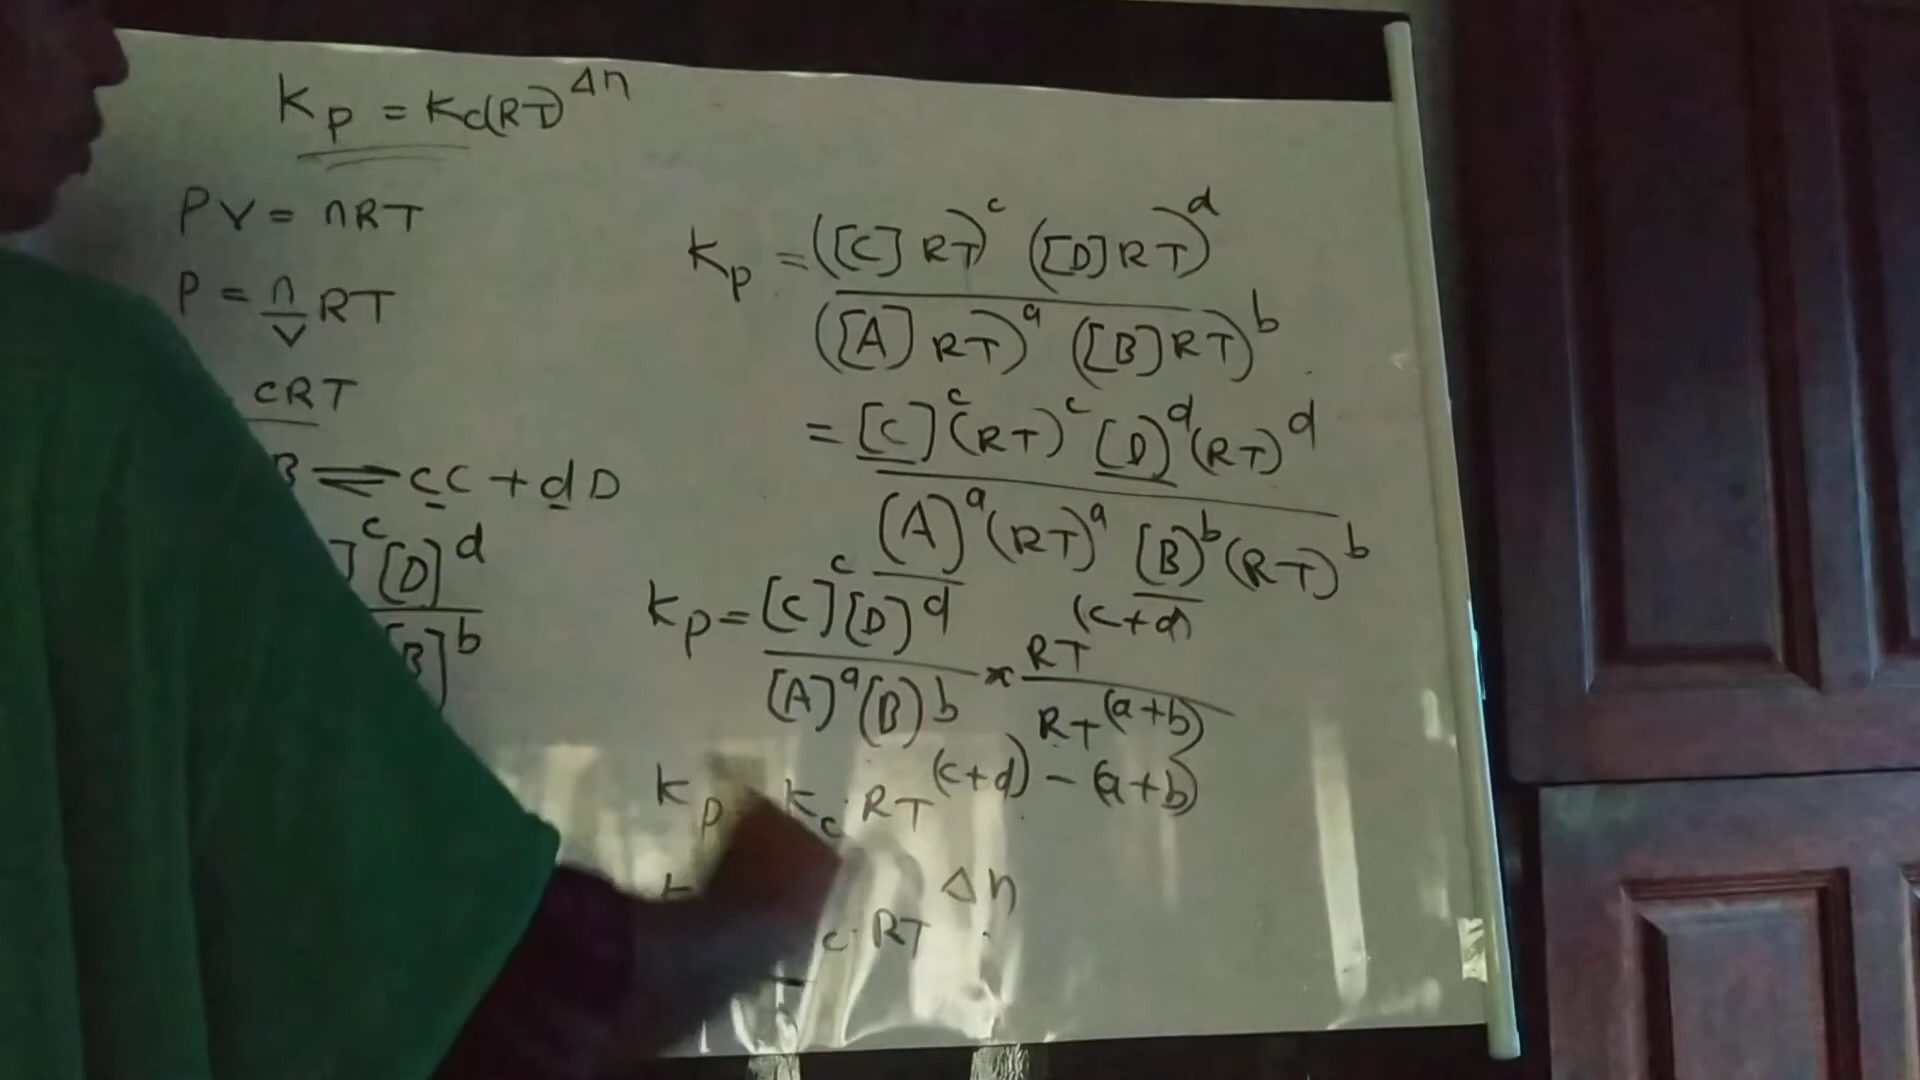 Kp = Kc(RT)^Δn
PV = nRT
P = n/V RT
cRT
B ⇌ cC + dD
]^c [D]^d
[B]^b
Kp = ([C] RT)^c ([D] RT)^d
([A] RT)^a ([B] RT)^b
= [C]^c (RT)^c [D]^d (RT)^d
(A)^a (RT)^a [B)^b (RT)^b
Kp = [C]^c [D]^d / [A]^a (B)^b × RT^(c+d) / RT^(a+b)
Kp = Kc. RT^(c+d) - (a+b)
c. RT^Δn